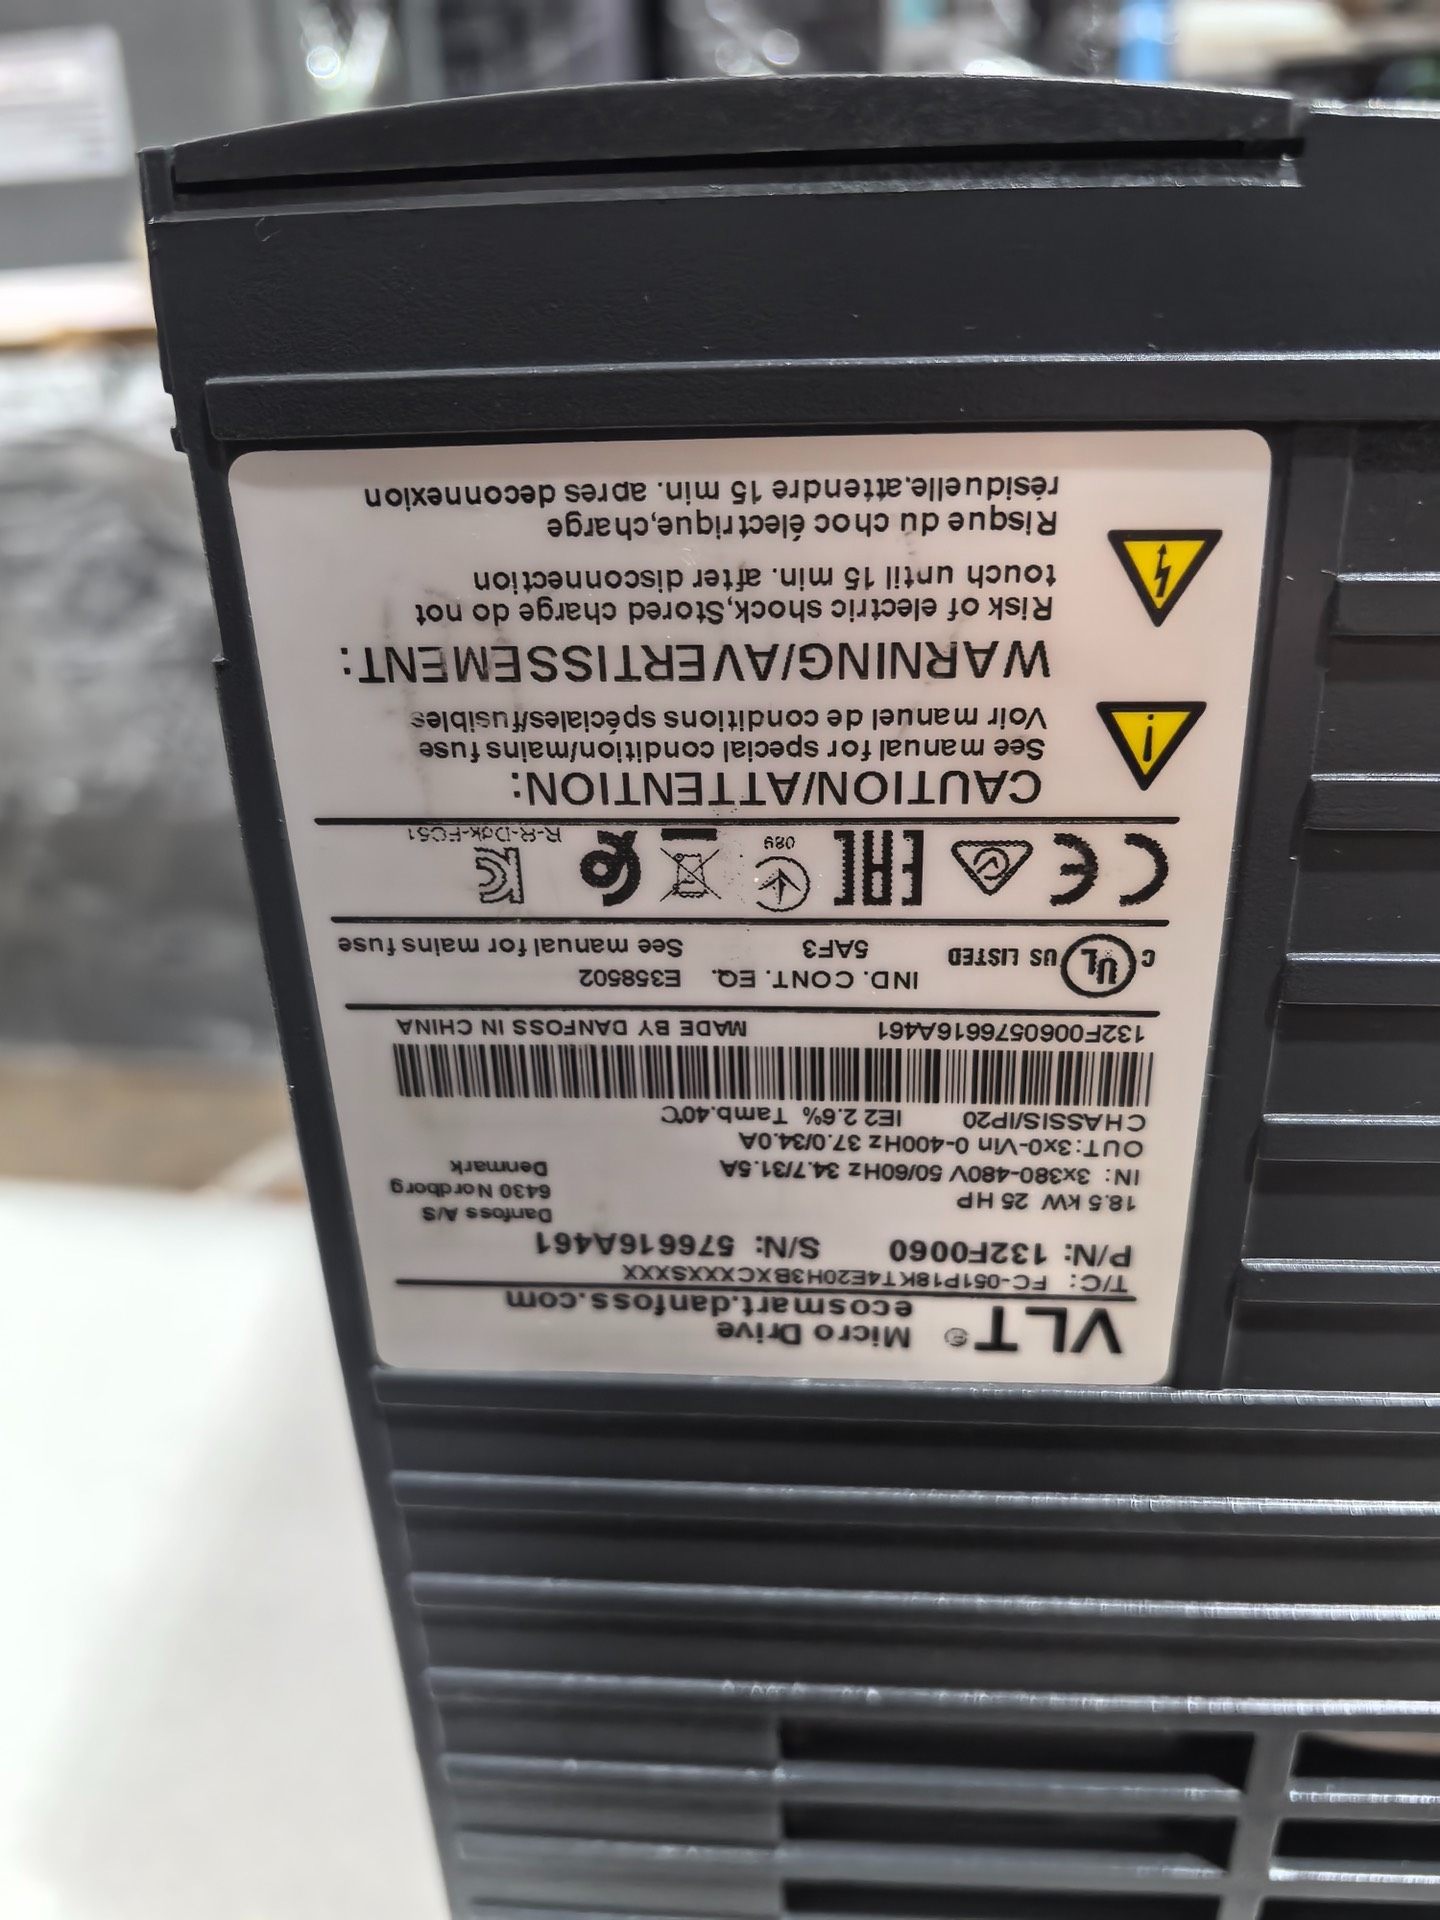 VLT® Micro Drive
ecosmart.danfoss.com
T/C: FC-051P18KT4E20H3BXCXXXSXXX
P/N: 132F0060 S/N: 576616A461
18.5 kW 25 HP
Danfoss A/S
6430 Nordborg
Denmark
IN: 3x380-480V 50/60Hz 34.7/31.5A
OUT:3x0-Vin 0-400Hz 37.0/34.0A
CHASSIS/IP20 IE2 2.6% Tamb.40℃
132F0060576616A461 MADE BY DANFOSS IN CHINA
C UL US LISTED IND. CONT. EQ. E358502
5AF3 See manual for mains fuse
CE EAC 089 R-R-Ddk-FC51
CAUTION/ATTENTION:
See manual for special condition/mains fuse
Voir manuel de conditions spéciales/fusibles
WARNING/AVERTISSEMENT:
Risk of electric shock,Stored charge do not
touch until 15 min. after disconnection
Risque du choc électrique,charge
résiduelle,attendre 15 min. apres deconnexion